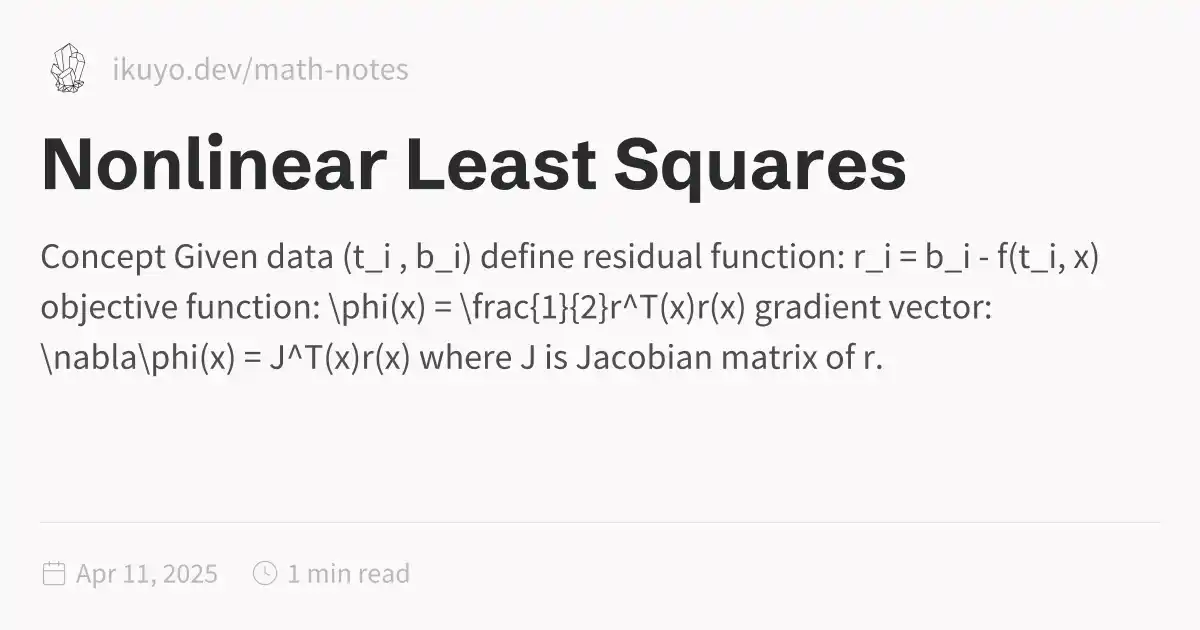 ikuyo.dev/math-notes
Nonlinear Least Squares
Concept Given data (t_i , b_i) define residual function: r_i = b_i - f(t_i, x)
objective function: \phi(x) = \frac{1}{2}r^T(x)r(x) gradient vector:
\nabla\phi(x) = J^T(x)r(x) where J is Jacobian matrix of r.
Apr 11, 2025 1 min read